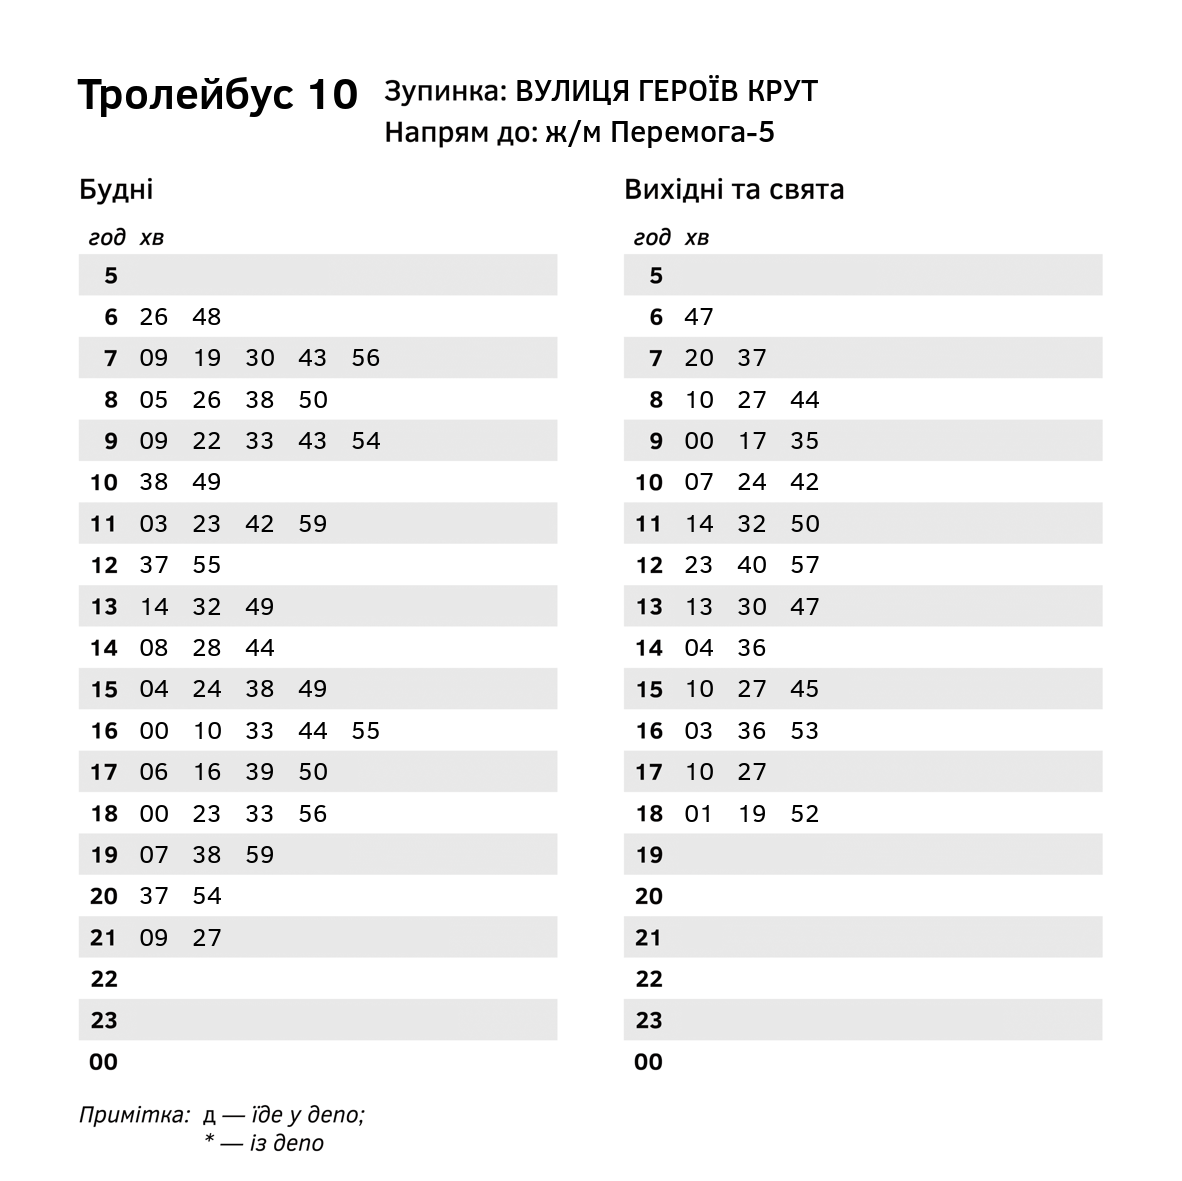 Тролейбус 10
Зупинка: ВУЛИЦЯ ГЕРОЇВ КРУТ
Напрям до: ж/м Перемога-5
Будні
год хв
5
6 26 48
7 09 19 30 43 56
8 05 26 38 50
9 09 22 33 43 54
10 38 49
11 03 23 42 59
12 37 55
13 14 32 49
14 08 28 44
15 04 24 38 49
16 00 10 33 44 55
17 06 16 39 50
18 00 23 33 56
19 07 38 59
20 37 54
21 09 27
22
23
00
Вихідні та свята
год хв
5
6 47
7 20 37
8 10 27 44
9 00 17 35
10 07 24 42
11 14 32 50
12 23 40 57
13 13 30 47
14 04 36
15 10 27 45
16 03 36 53
17 10 27
18 01 19 52
19
20
21
22
23
00
Примітка: д — їде у депо;
* — із депо